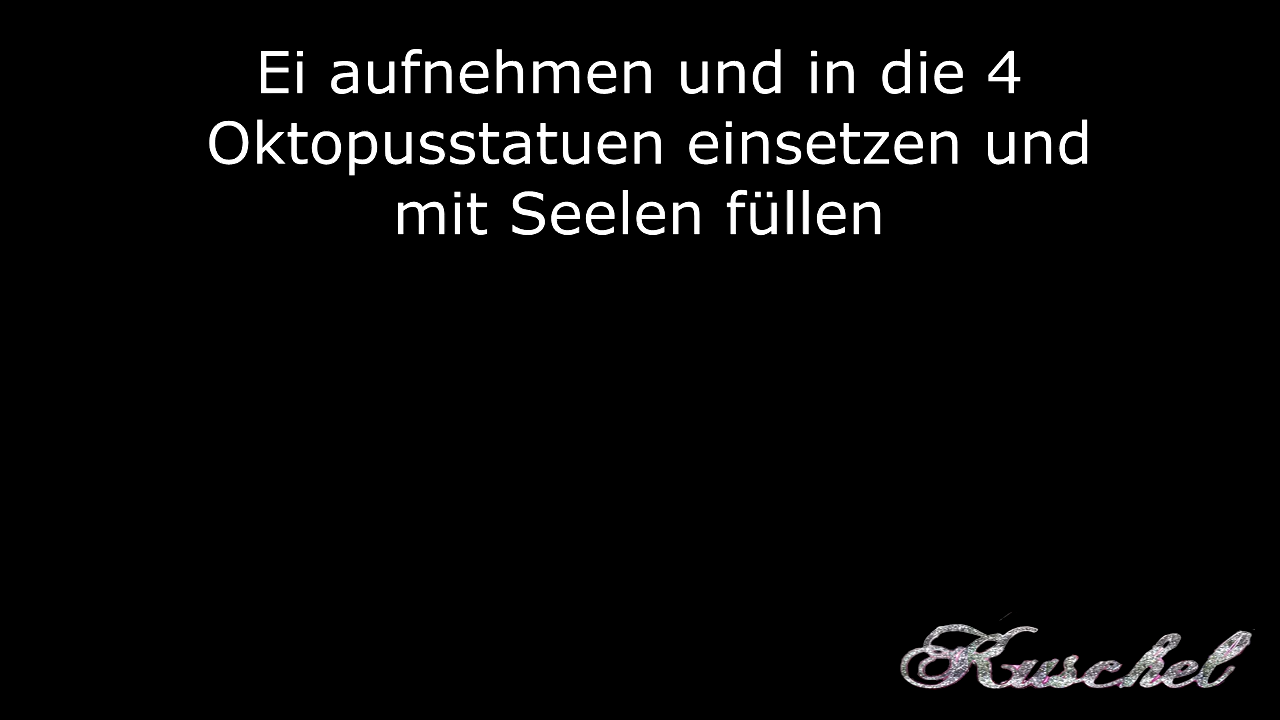 Ei aufnehmen und in die 4
Oktopusstatuen einsetzen und
mit Seelen füllen
Kuschel